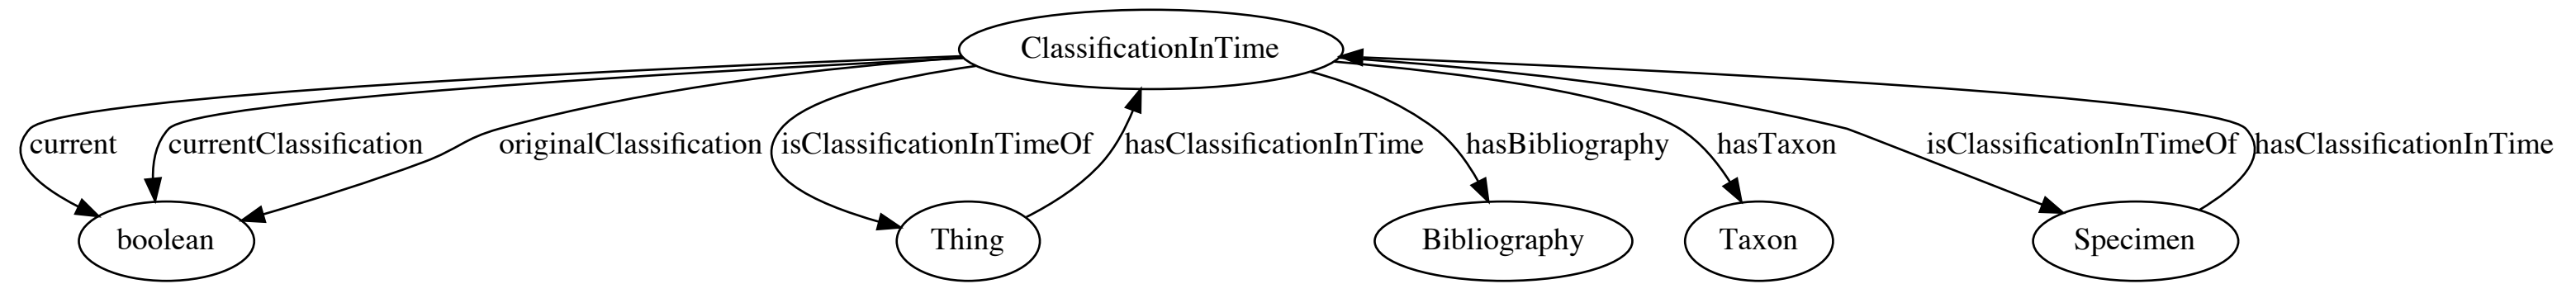 ClassificationInTime
current
currentClassification
originalClassification
isClassificationInTimeOf
hasClassificationInTime
hasBibliography
hasTaxon
isClassificationInTimeOf
hasClassificationInTime
boolean
Thing
Bibliography
Taxon
Specimen